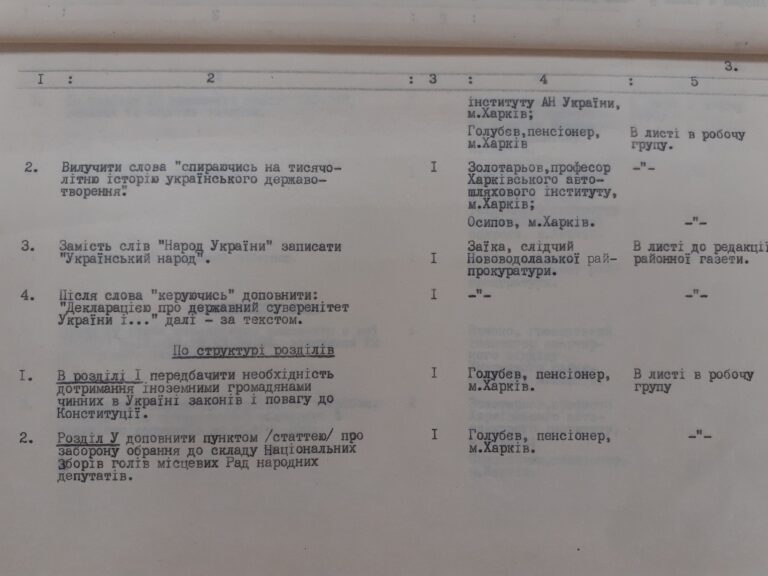 3.
I : 2 : 3 : 4 : 5
інституту АН України,
м.Харків;
Голубєв,пенсіонер, В листі в робочу
м.Харків групу.
2. Вилучити слова "спираючись на тисячо- I Золотарьов,професор -"-
літню історію українського державо- Харківського авто-
творення". шляхового інституту,
м.Харків;
Осипов, м.Харків. -"-
3. Замість слів "Народ України" записати Заїка, слідчий В листі до редакції
"Український народ". I Нововодолазької рай- районної газети.
прокуратури.
4. Після слова "керуючись" доповнити: I -"- -"-
"Декларацією про державний суверенітет
України і..." далі – за текстом.
По структурі розділів
I. В розділі I передбачити необхідність I Голубєв, пенсіонер, В листі в робочу
дотримання іноземними громадянами м.Харків. групу
чинних в Україні законів і повагу до
Конституції.
2. Розділ У доповнити пунктом /статтею/ про I Голубєв, пенсіонер, -"-
заборону обрання до складу Національних м.Харків.
Зборів голів місцевих Рад народних
депутатів.